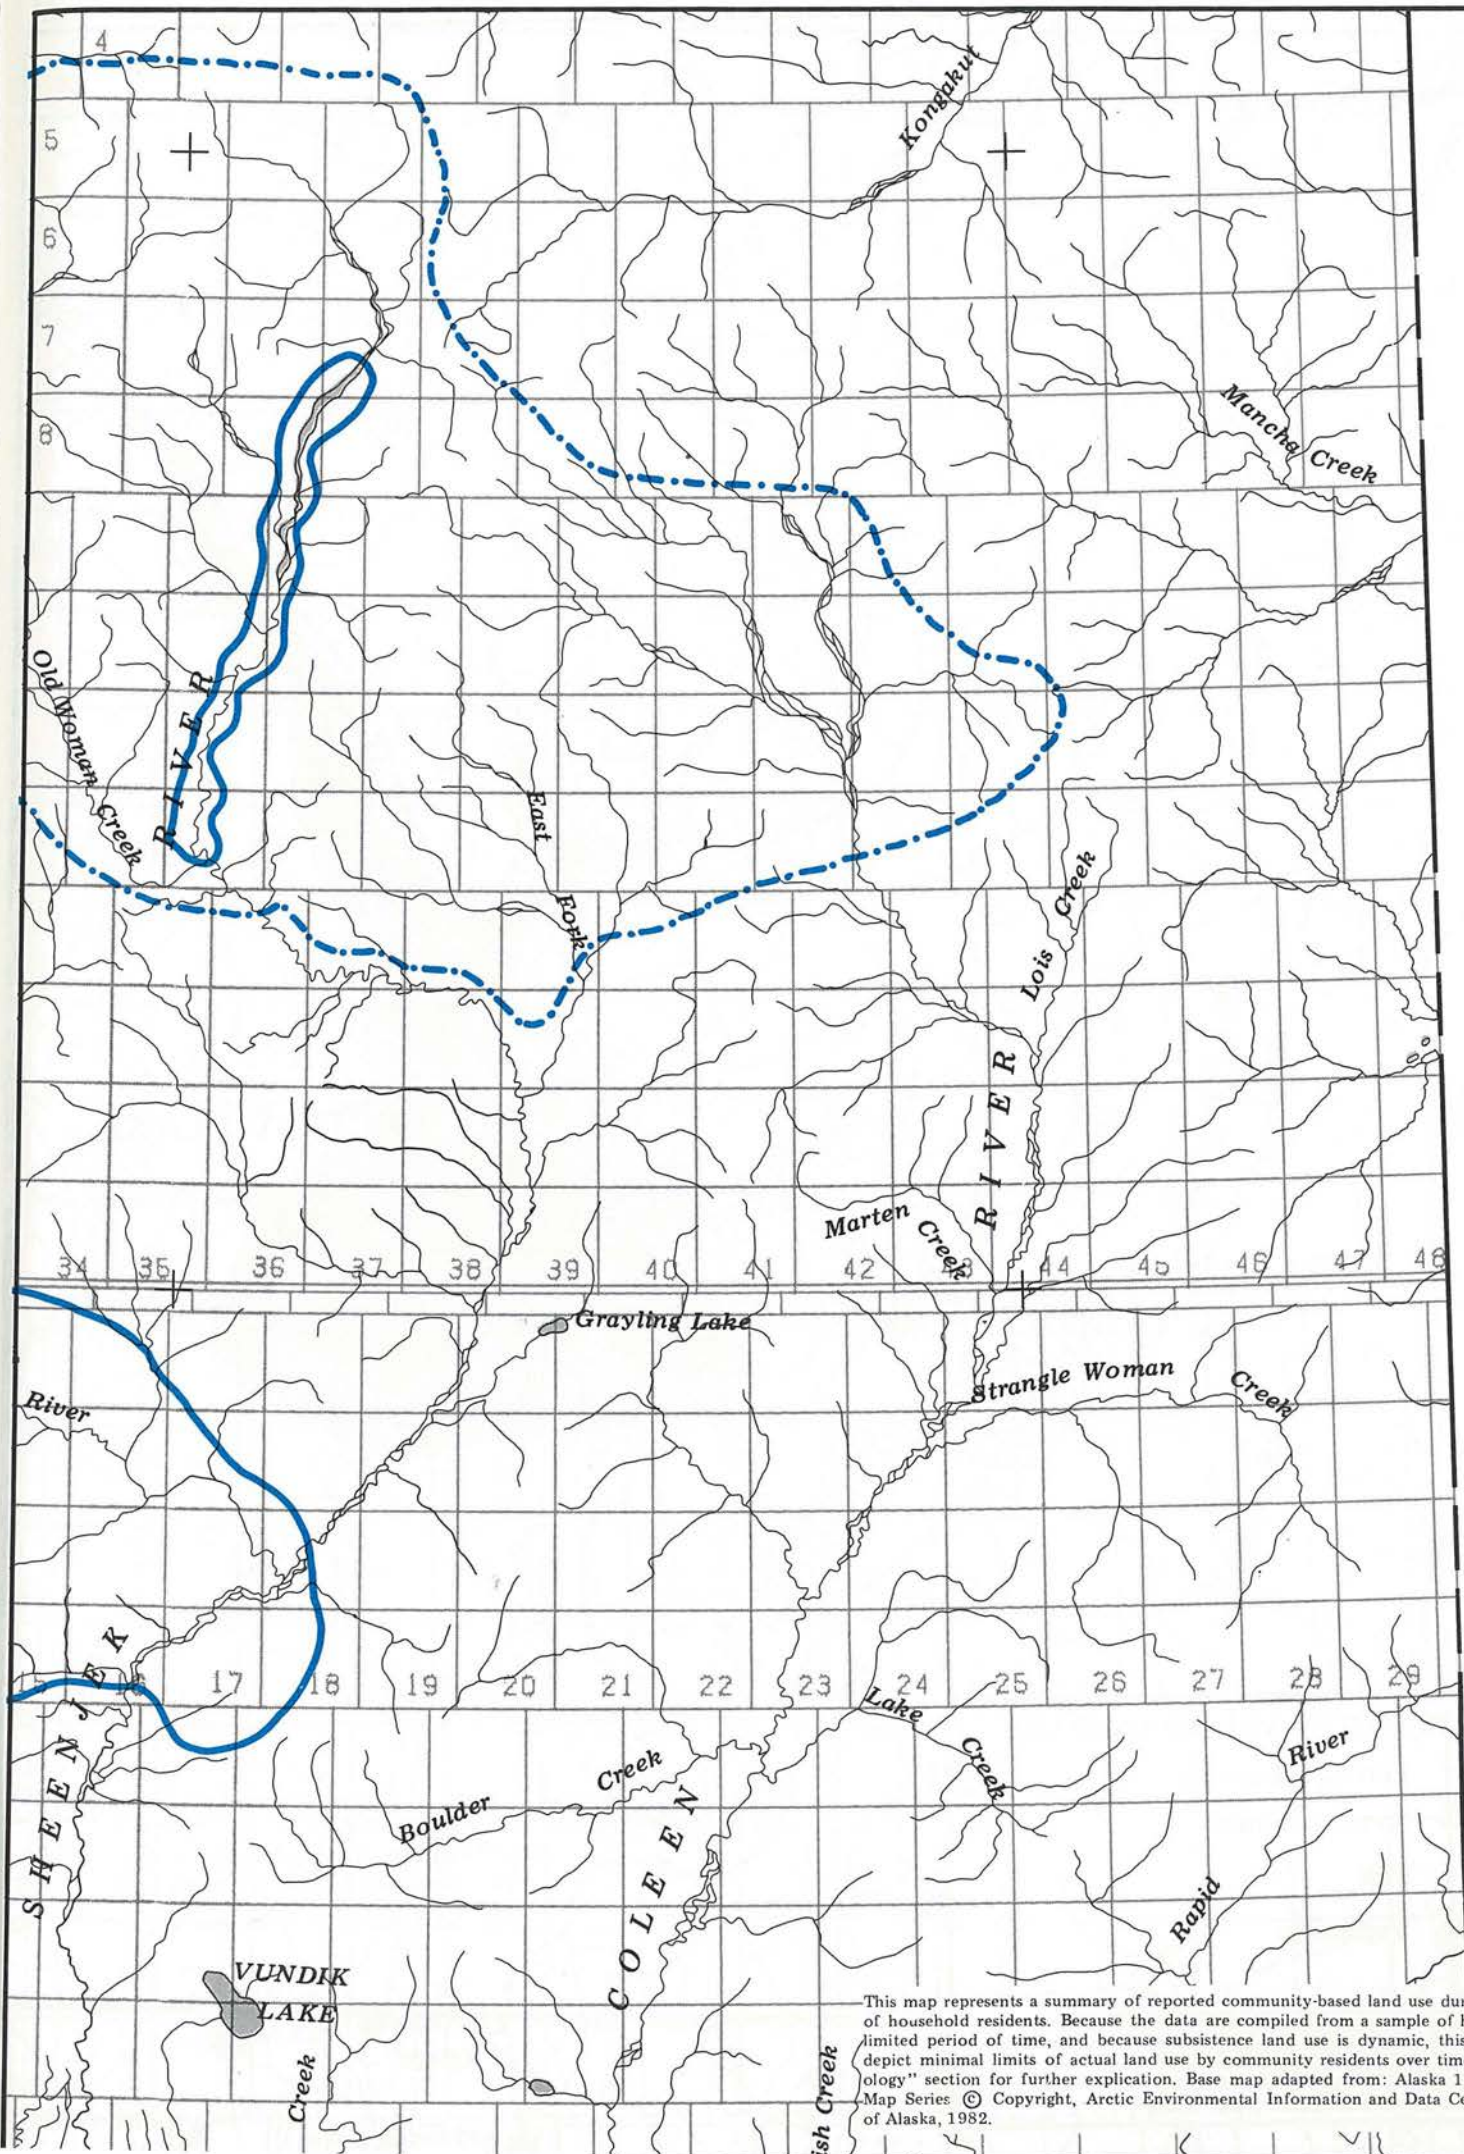 4
5
Kongakut
6
7
8
Mancha Creek
Old Woman Creek
RIVER
East Fork
Lois Creek
RIVER
Marten Creek
34 35 36 37 38 39 40 41 42 43 44 45 46 47 48
Grayling Lake
Strangle Woman Creek
River
15 16 17 18 19 20 21 22 23 24 25 26 27 28 29
SHEENJEK
Lake Creek
River
Boulder Creek
COLEEN
Rapid
VUNDIK
LAKE
Creek
ish Creek
This map represents a summary of reported community-based land use du
of household residents. Because the data are compiled from a sample of
limited period of time, and because subsistence land use is dynamic, this
depict minimal limits of actual land use by community residents over tim
ology" section for further explication. Base map adapted from: Alaska 1
Map Series © Copyright, Arctic Environmental Information and Data Ce
of Alaska, 1982.